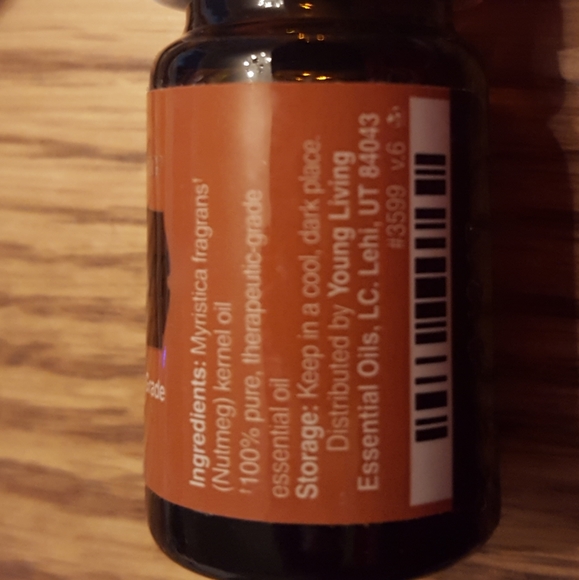 Ingredients: Myristica fragrans†
(Nutmeg) kernel oil
†100% pure, therapeutic-grade
essential oil
Storage: Keep in a cool, dark place.
Distributed by Young Living
Essential Oils, LC. Lehi, UT 84043
#3599 v.6